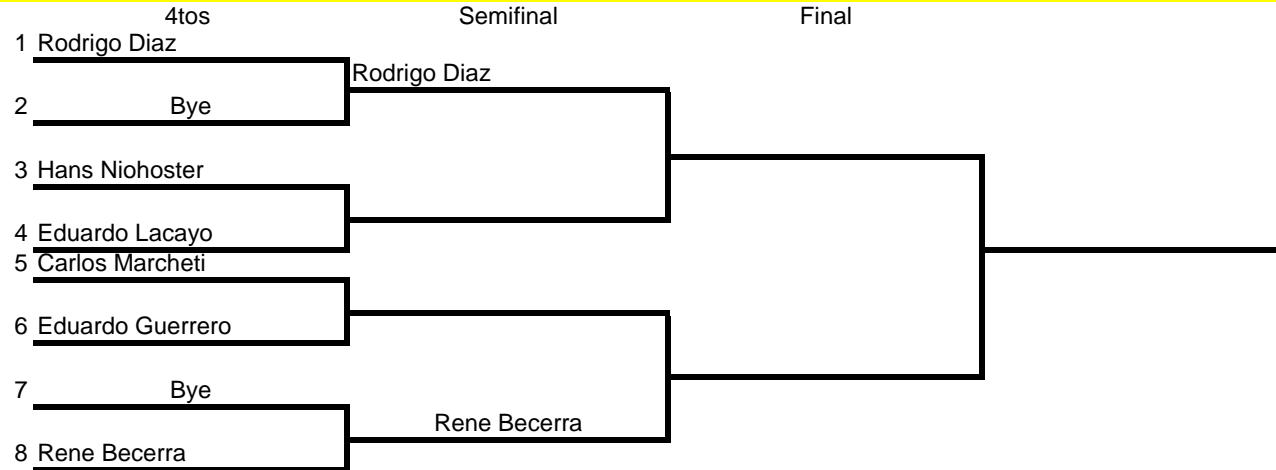 4tos Semifinal Final
1 Rodrigo Diaz
Rodrigo Diaz
2 Bye
3 Hans Niohoster
4 Eduardo Lacayo
5 Carlos Marcheti
6 Eduardo Guerrero
7 Bye
Rene Becerra
8 Rene Becerra